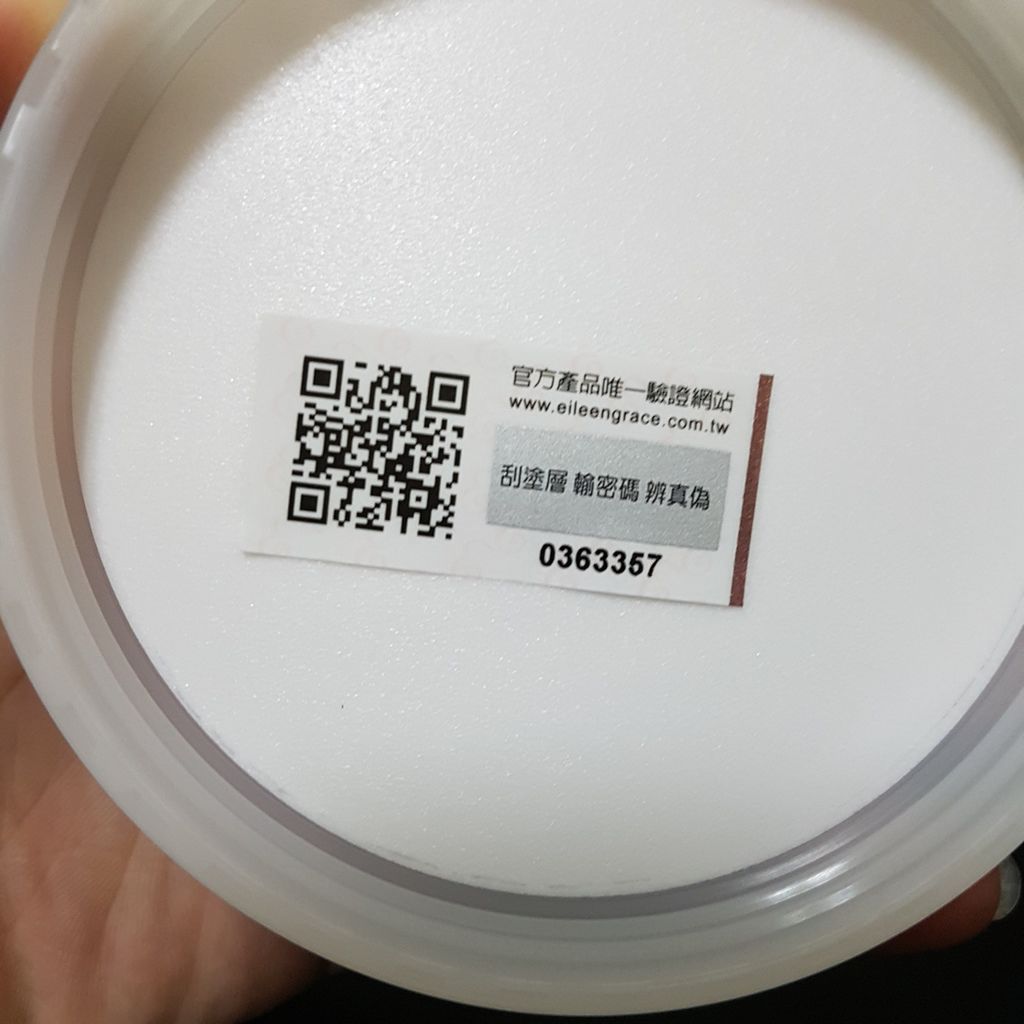 官方產品唯一驗證網站
www.eileengrace.com.tw
刮塗層 輸密碼 辨真偽
0363357